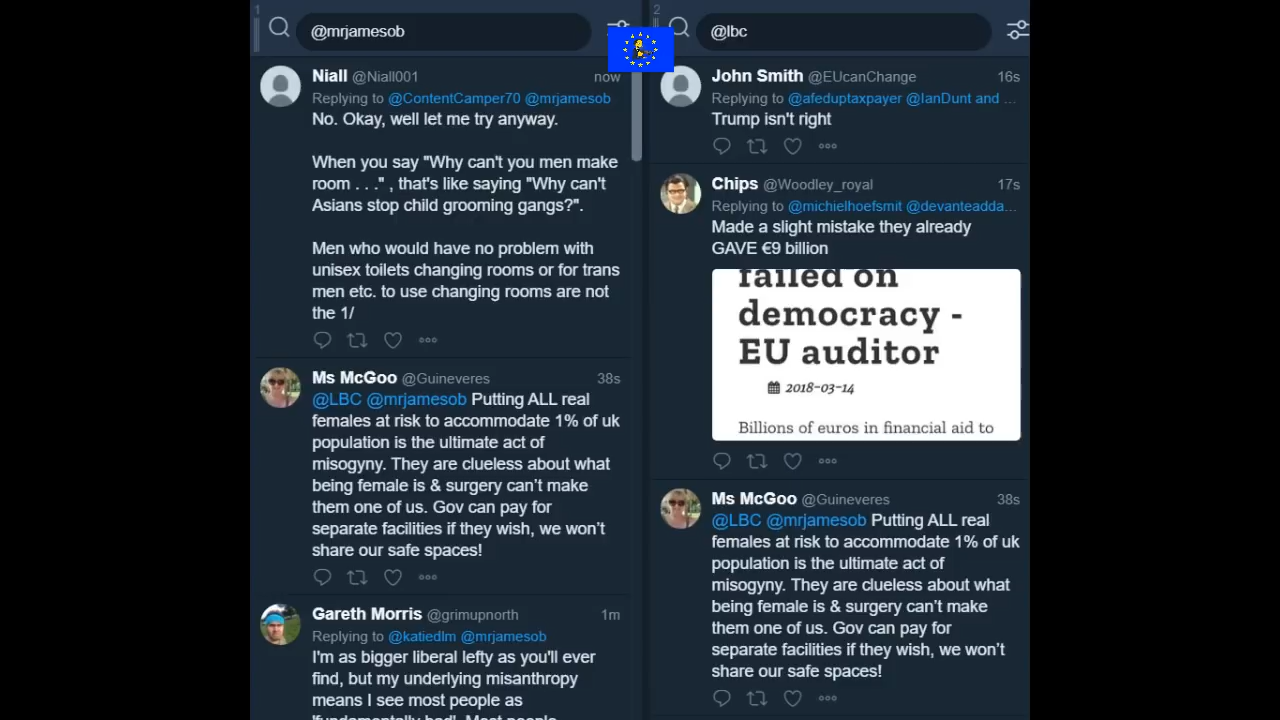 1
@mrjamesob
Niall @Niall001 now
Replying to @ContentCamper70 @mrjamesob
No. Okay, well let me try anyway.
When you say "Why can't you men make
room . . ." , that's like saying "Why can't
Asians stop child grooming gangs?".
Men who would have no problem with
unisex toilets changing rooms or for trans
men etc. to use changing rooms are not
the 1/
Ms McGoo @Guineveres 38s
@LBC @mrjamesob Putting ALL real
females at risk to accommodate 1% of uk
population is the ultimate act of
misogyny. They are clueless about what
being female is & surgery can’t make
them one of us. Gov can pay for
separate facilities if they wish, we won’t
share our safe spaces!
Gareth Morris @grimupnorth 1m
Replying to @katiedlm @mrjamesob
I'm as bigger liberal lefty as you'll ever
find, but my underlying misanthropy
means I see most people as
'fundamentally bad'. Most people
2
@lbc
John Smith @EUcanChange 16s
Replying to @afeduptaxpayer @IanDunt and ...
Trump isn't right
Chips @Woodley_royal 17s
Replying to @michielhoefsmit @devanteadda...
Made a slight mistake they already
GAVE €9 billion
failed on
democracy -
EU auditor
2018-03-14
Billions of euros in financial aid to
Ms McGoo @Guineveres 38s
@LBC @mrjamesob Putting ALL real
females at risk to accommodate 1% of uk
population is the ultimate act of
misogyny. They are clueless about what
being female is & surgery can’t make
them one of us. Gov can pay for
separate facilities if they wish, we won’t
share our safe spaces!